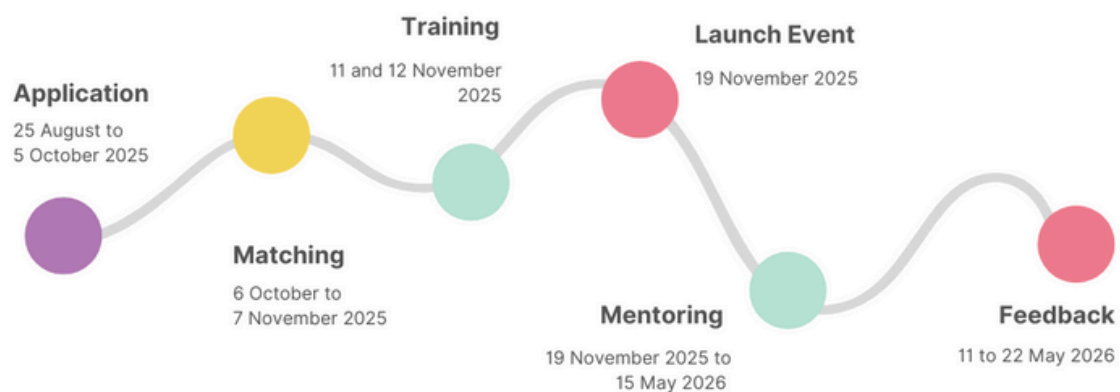 Application
25 August to
5 October 2025
Matching
6 October to
7 November 2025
Training
11 and 12 November
2025
Launch Event
19 November 2025
Mentoring
19 November 2025 to
15 May 2026
Feedback
11 to 22 May 2026